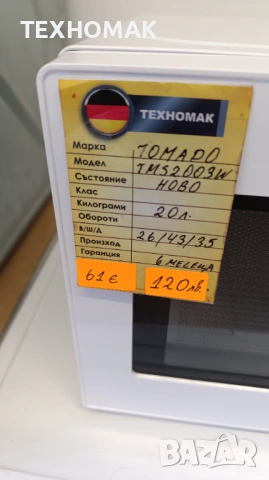 ТЕХНОМАК
ТЕХНОМАК
Марка ТОМАДО
Модел TMS2003W
Състояние НОВО
Клас
Килограми 20л.
Обороти
В/Ш/Д 26/43/35
Произход
Гаранция 6 МЕСЕЦА
61 € 120лв.
bazar